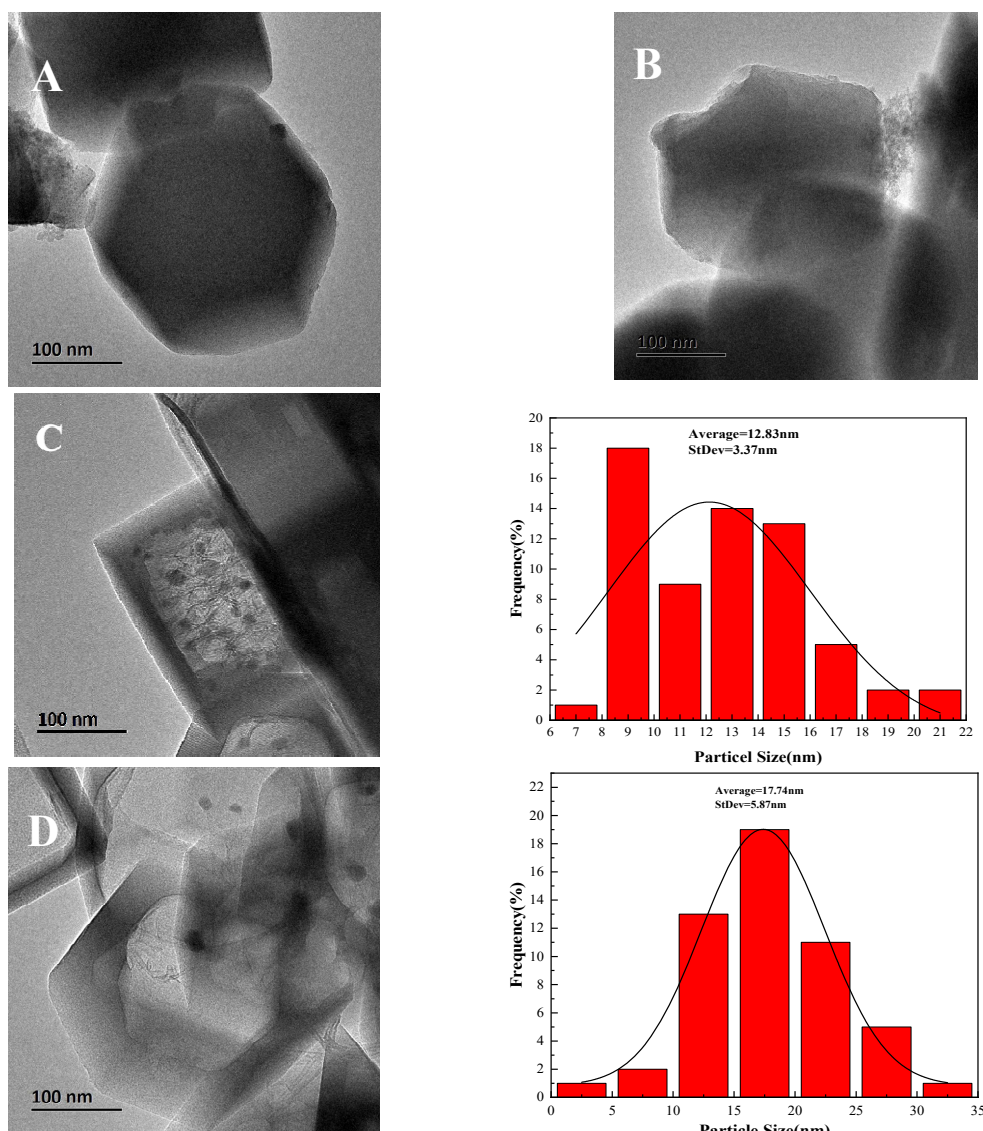 A
100 nm
B
100 nm
C
100 nm
Average=12.83nm
StDev=3.37nm
Frequency(%)
20
18
16
14
12
10
8
6
4
2
0
6 7 8 9 10 11 12 13 14 15 16 17 18 19 20 21 22
Particel Size(nm)
D
100 nm
Average=17.74nm
StDev=5.87nm
Frequency(%)
22
20
18
16
14
12
10
8
6
4
2
0
0 5 10 15 20 25 30 35
Particle Size(nm)